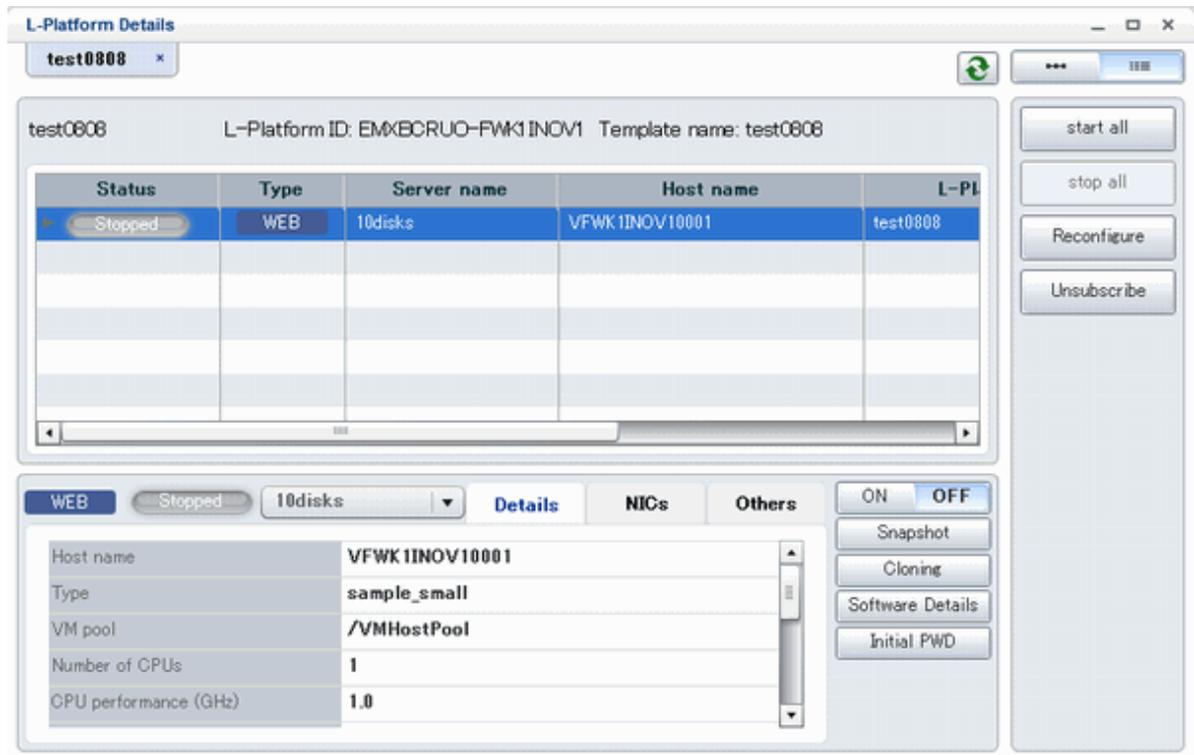 L-Platform Details
test0808 ×
test0808 L-Platform ID: EMXBCRUO-FWK1INOV1 Template name: test0808
Status Type Server name Host name L-PL
Stopped WEB 10disks VFWK1INOV10001 test0808
start all
stop all
Reconfigure
Unsubscribe
WEB Stopped 10disks Details NICs Others
Host name VFWK1INOV10001
Type sample_small
VM pool /VMHostPool
Number of CPUs 1
CPU performance (GHz) 1.0
ON OFF
Snapshot
Cloning
Software Details
Initial PWD